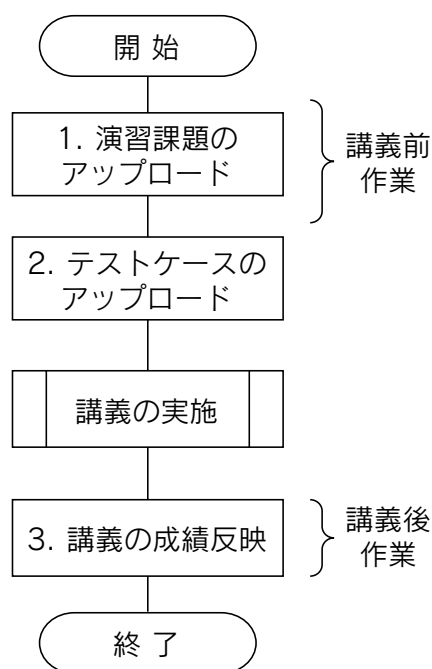 開 始
1. 演習課題の
アップロード
講義前
作業
2. テストケースの
アップロード
講義の実施
3. 講義の成績反映
講義後
作業
終 了